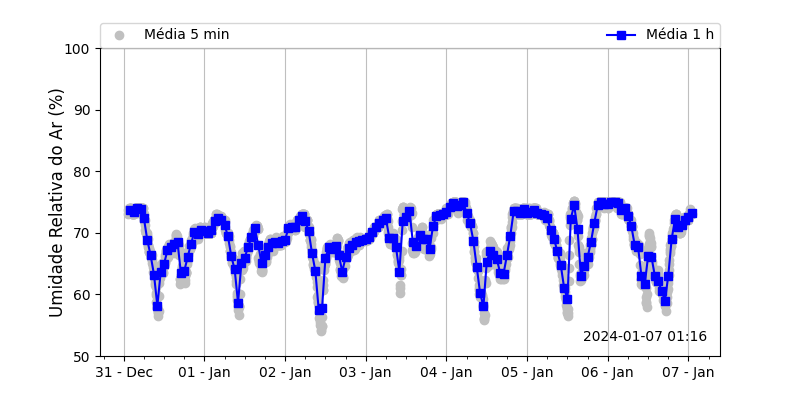 Média 5 min Média 1 h
Umidade Relativa do Ar (%)
100
90
80
70
60
50
2024-01-07 01:16
31 - Dec 01 - Jan 02 - Jan 03 - Jan 04 - Jan 05 - Jan 06 - Jan 07 - Jan